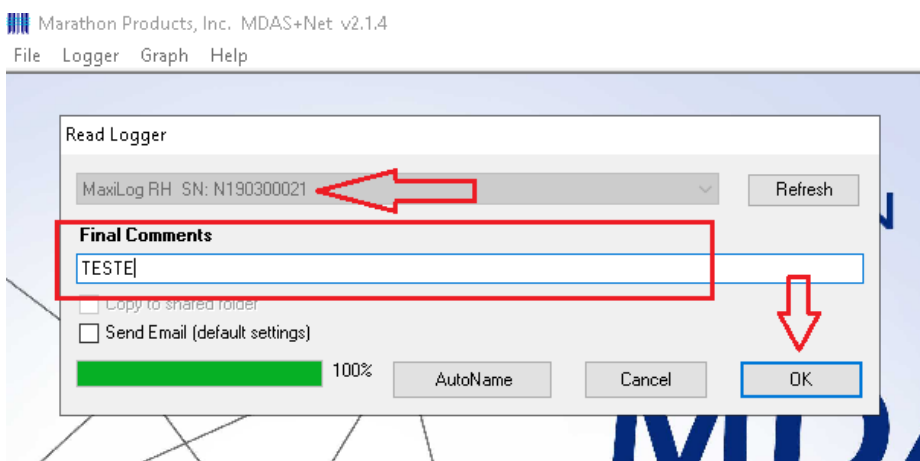 Marathon Products, Inc. MDAS+Net v2.1.4
File Logger Graph Help
Read Logger
MaxiLog RH SN: N190300021
Refresh
N
Final Comments
TESTE
Copy to shared folder
Send Email (default settings)
100%
AutoName
Cancel
OK
MDA